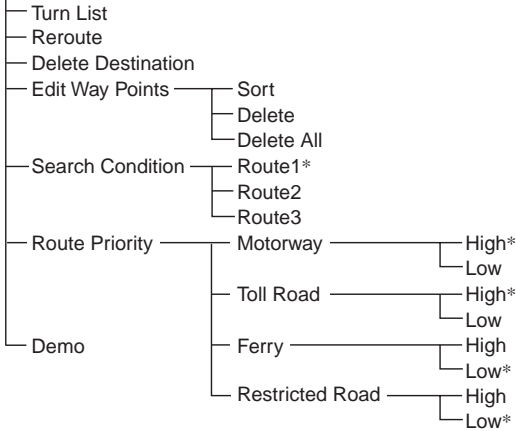 Turn List
Reroute
Delete Destination
Edit Way Points Sort
Delete
Delete All
Search Condition Route1*
Route2
Route3
Route Priority Motorway High*
Low
Toll Road High*
Low
Demo Ferry High
Low*
Restricted Road High
Low*